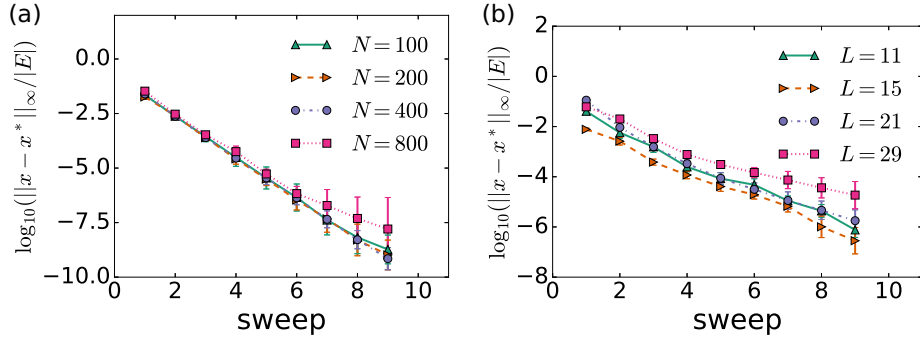 (a)
log₁₀(||x − x*||∞/|E|)
0.0
−2.5
−5.0
−7.5
−10.0
0 2 4 6 8 10
sweep
N = 100
N = 200
N = 400
N = 800
(b)
log₁₀(||x − x*||∞/|E|)
2
0
−2
−4
−6
−8
0 2 4 6 8 10
sweep
L = 11
L = 15
L = 21
L = 29